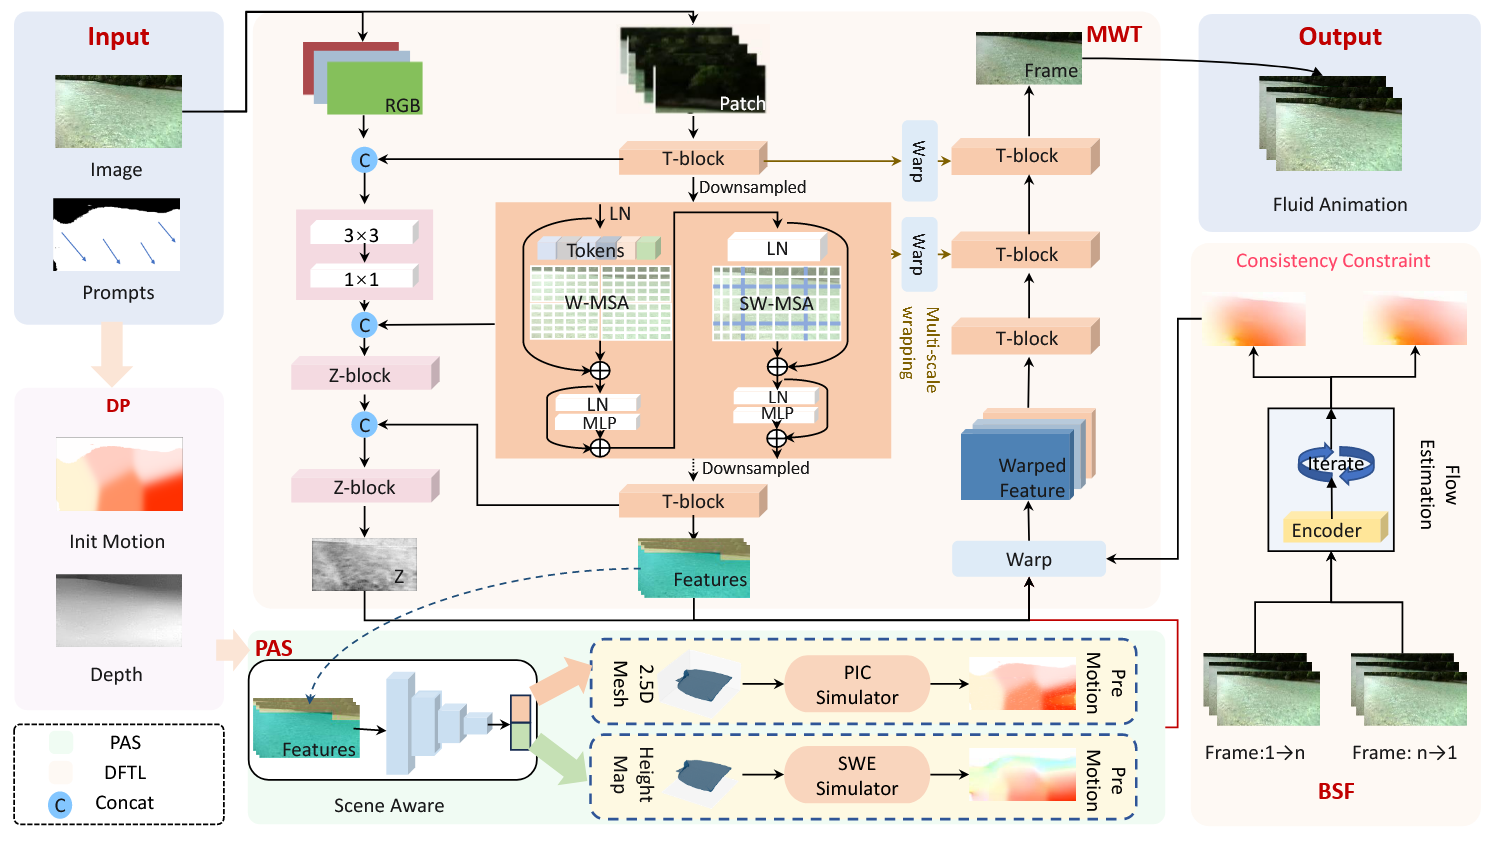 Input
Image
Prompts
DP
Init Motion
Depth
PAS
DFTL
C
Concat
RGB
C
3×3
1×1
C
Z-block
C
Z-block
Z
Patch
T-block
Downsampled
LN
Tokens
W-MSA
LN
MLP
LN
SW-MSA
LN
MLP
Downsampled
T-block
Features
MWT
Frame
Warp
T-block
Warp
T-block
Multi-scale
wrapping
T-block
Warped
Feature
Warp
PAS
Features
Scene Aware
2.5D
Mesh
PIC
Simulator
Pre
Motion
Height
Map
SWE
Simulator
Pre
Motion
Output
Fluid Animation
Consistency Constraint
Iterate
Encoder
Flow
Estimation
Frame:1→n
Frame: n→1
BSF